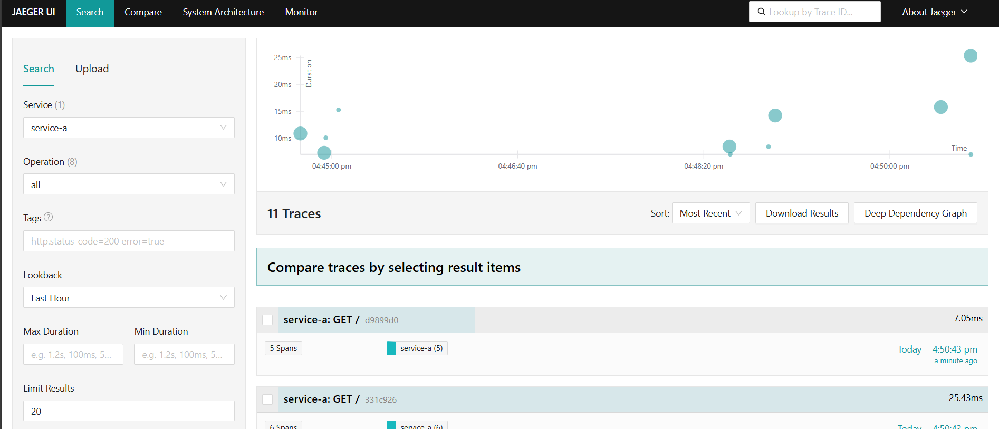 JAEGER UI Search Compare System Architecture Monitor Lookup by Trace ID... About Jaeger
Search Upload
Service (1)
service-a
Operation (8)
all
Tags ?
http.status_code=200 error=true
Lookback
Last Hour
Max Duration Min Duration
e.g. 1.2s, 100ms, 5... e.g. 1.2s, 100ms, 5...
Limit Results
20
Duration
25ms
20ms
15ms
10ms
Time
04:45:00 pm 04:46:40 pm 04:48:20 pm 04:50:00 pm
11 Traces Sort: Most Recent Download Results Deep Dependency Graph
Compare traces by selecting result items
service-a: GET / d9899d0 7.05ms
5 Spans service-a (5) Today 4:50:43 pm
a minute ago
service-a: GET / 331c926 25.43ms
6 Spans service-a (6) Today 4:50:43 pm